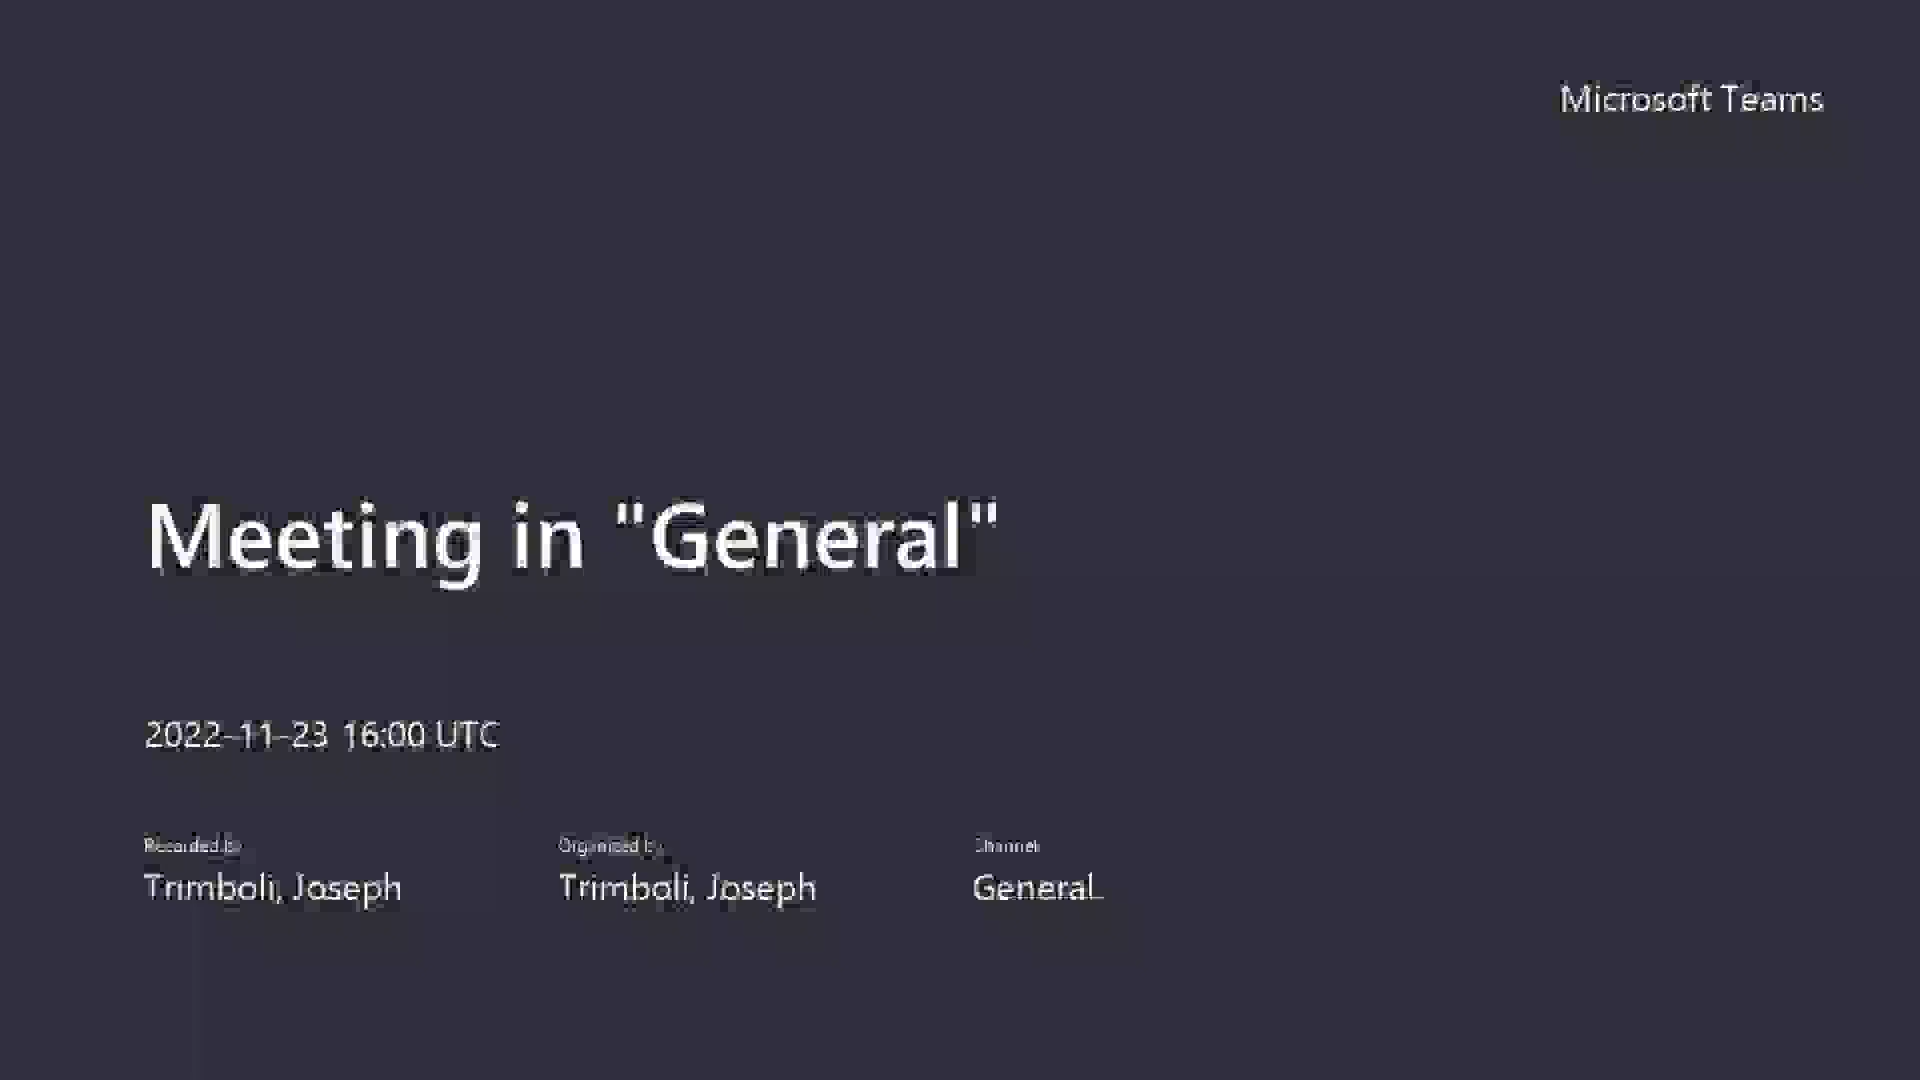 Microsoft Teams
Meeting in "General"
2022-11-23 16:00 UTC
Recorded by
Organized by
Channel
Trimboli, Joseph
Trimboli, Joseph
General